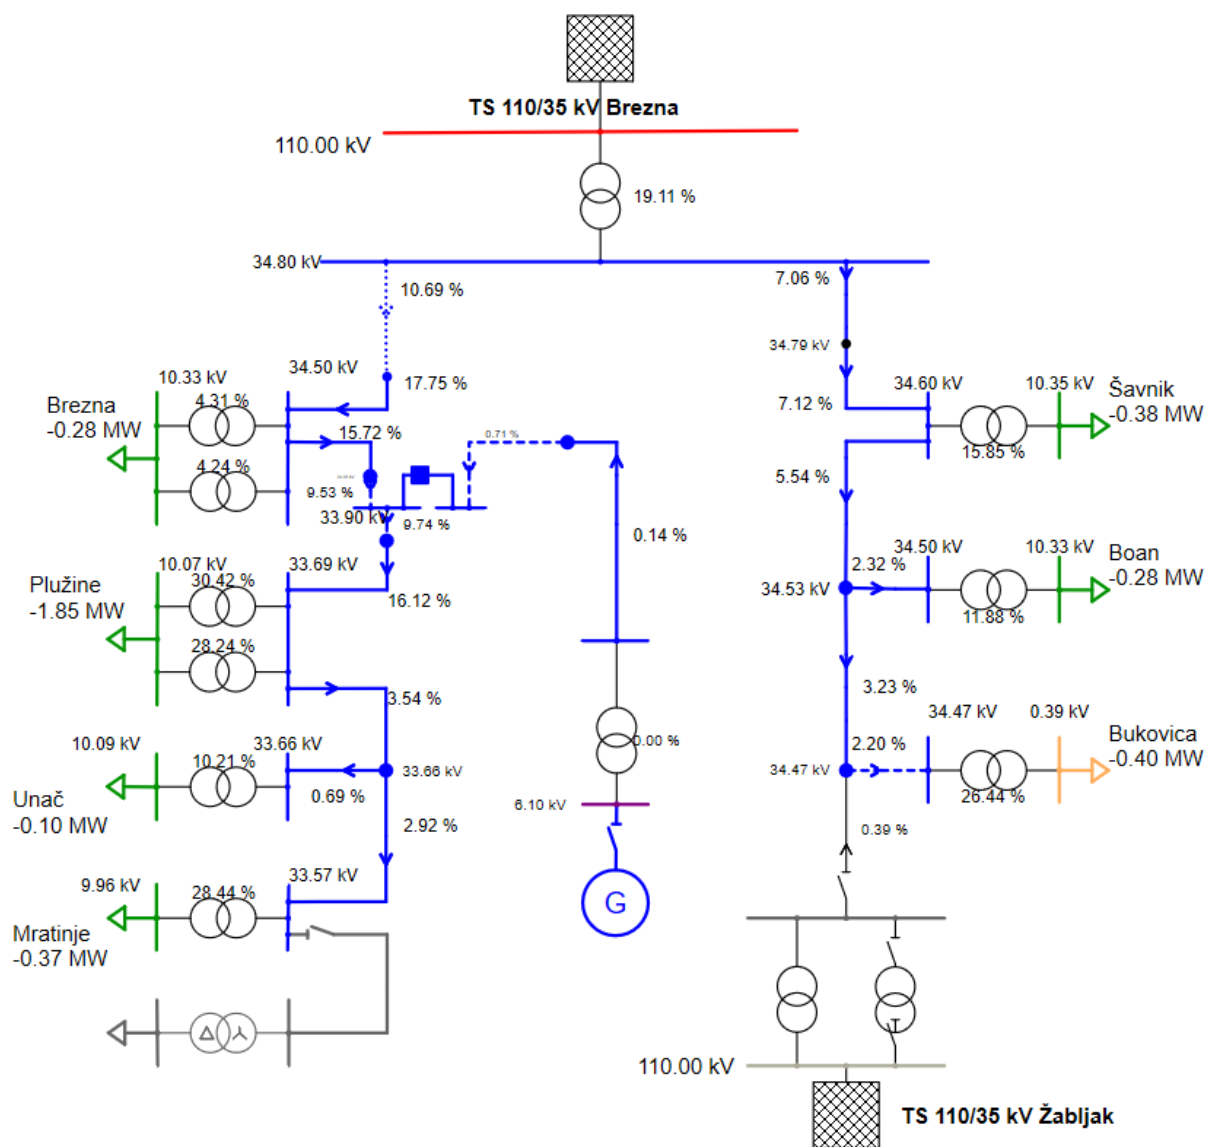 TS 110/35 kV Brezna
110.00 kV
19.11 %
34.80 kV
10.69 %
7.06 %
34.79 kV
34.50 kV
17.75 %
10.33 kV
4.31 %
Brezna
-0.28 MW
15.72 %
4.24 %
0.71 %
9.53 %
33.90 kV
9.74 %
34.60 kV
10.35 kV
Šavnik
-0.38 MW
7.12 %
15.85 %
5.54 %
0.14 %
10.07 kV
33.69 kV
30.42 %
Plužine
-1.85 MW
16.12 %
28.24 %
3.54 %
34.50 kV
10.33 kV
2.32 %
34.53 kV
Boan
-0.28 MW
11.88 %
3.23 %
10.09 kV
33.66 kV
10.21 %
33.66 kV
Unač
-0.10 MW
0.69 %
2.92 %
0.00 %
6.10 kV
34.47 kV
0.39 kV
2.20 %
34.47 kV
Bukovica
-0.40 MW
26.44 %
0.39 %
9.96 kV
33.57 kV
28.44 %
Mratinje
-0.37 MW
G
110.00 kV
TS 110/35 kV Žabljak